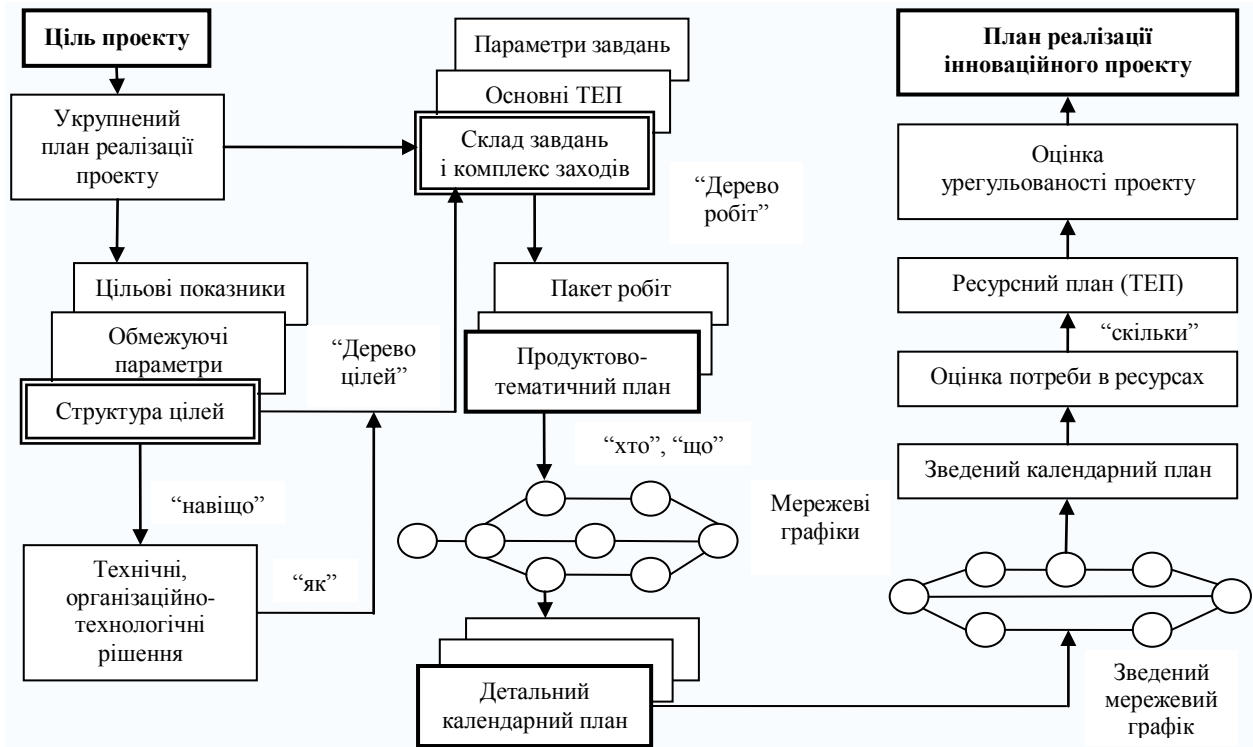 Ціль проекту
Укрупнений
план реалізації
проекту
Цільові показники
Обмежуючі
параметри
Структура цілей
“навіщо”
Технічні,
організаційно-
технологічні
рішення
“як”
“Дерево
цілей”
Параметри завдань
Основні ТЕП
Склад завдань
і комплекс заходів
“Дерево
робіт”
Пакет робіт
Продуктово-
тематичний план
“хто”, “що”
Мережеві
графіки
Детальний
календарний план
План реалізації
інноваційного проекту
Оцінка
урегульованості проекту
Ресурсний план (ТЕП)
“скільки”
Оцінка потреби в ресурсах
Зведений календарний план
Зведений
мережевий
графік